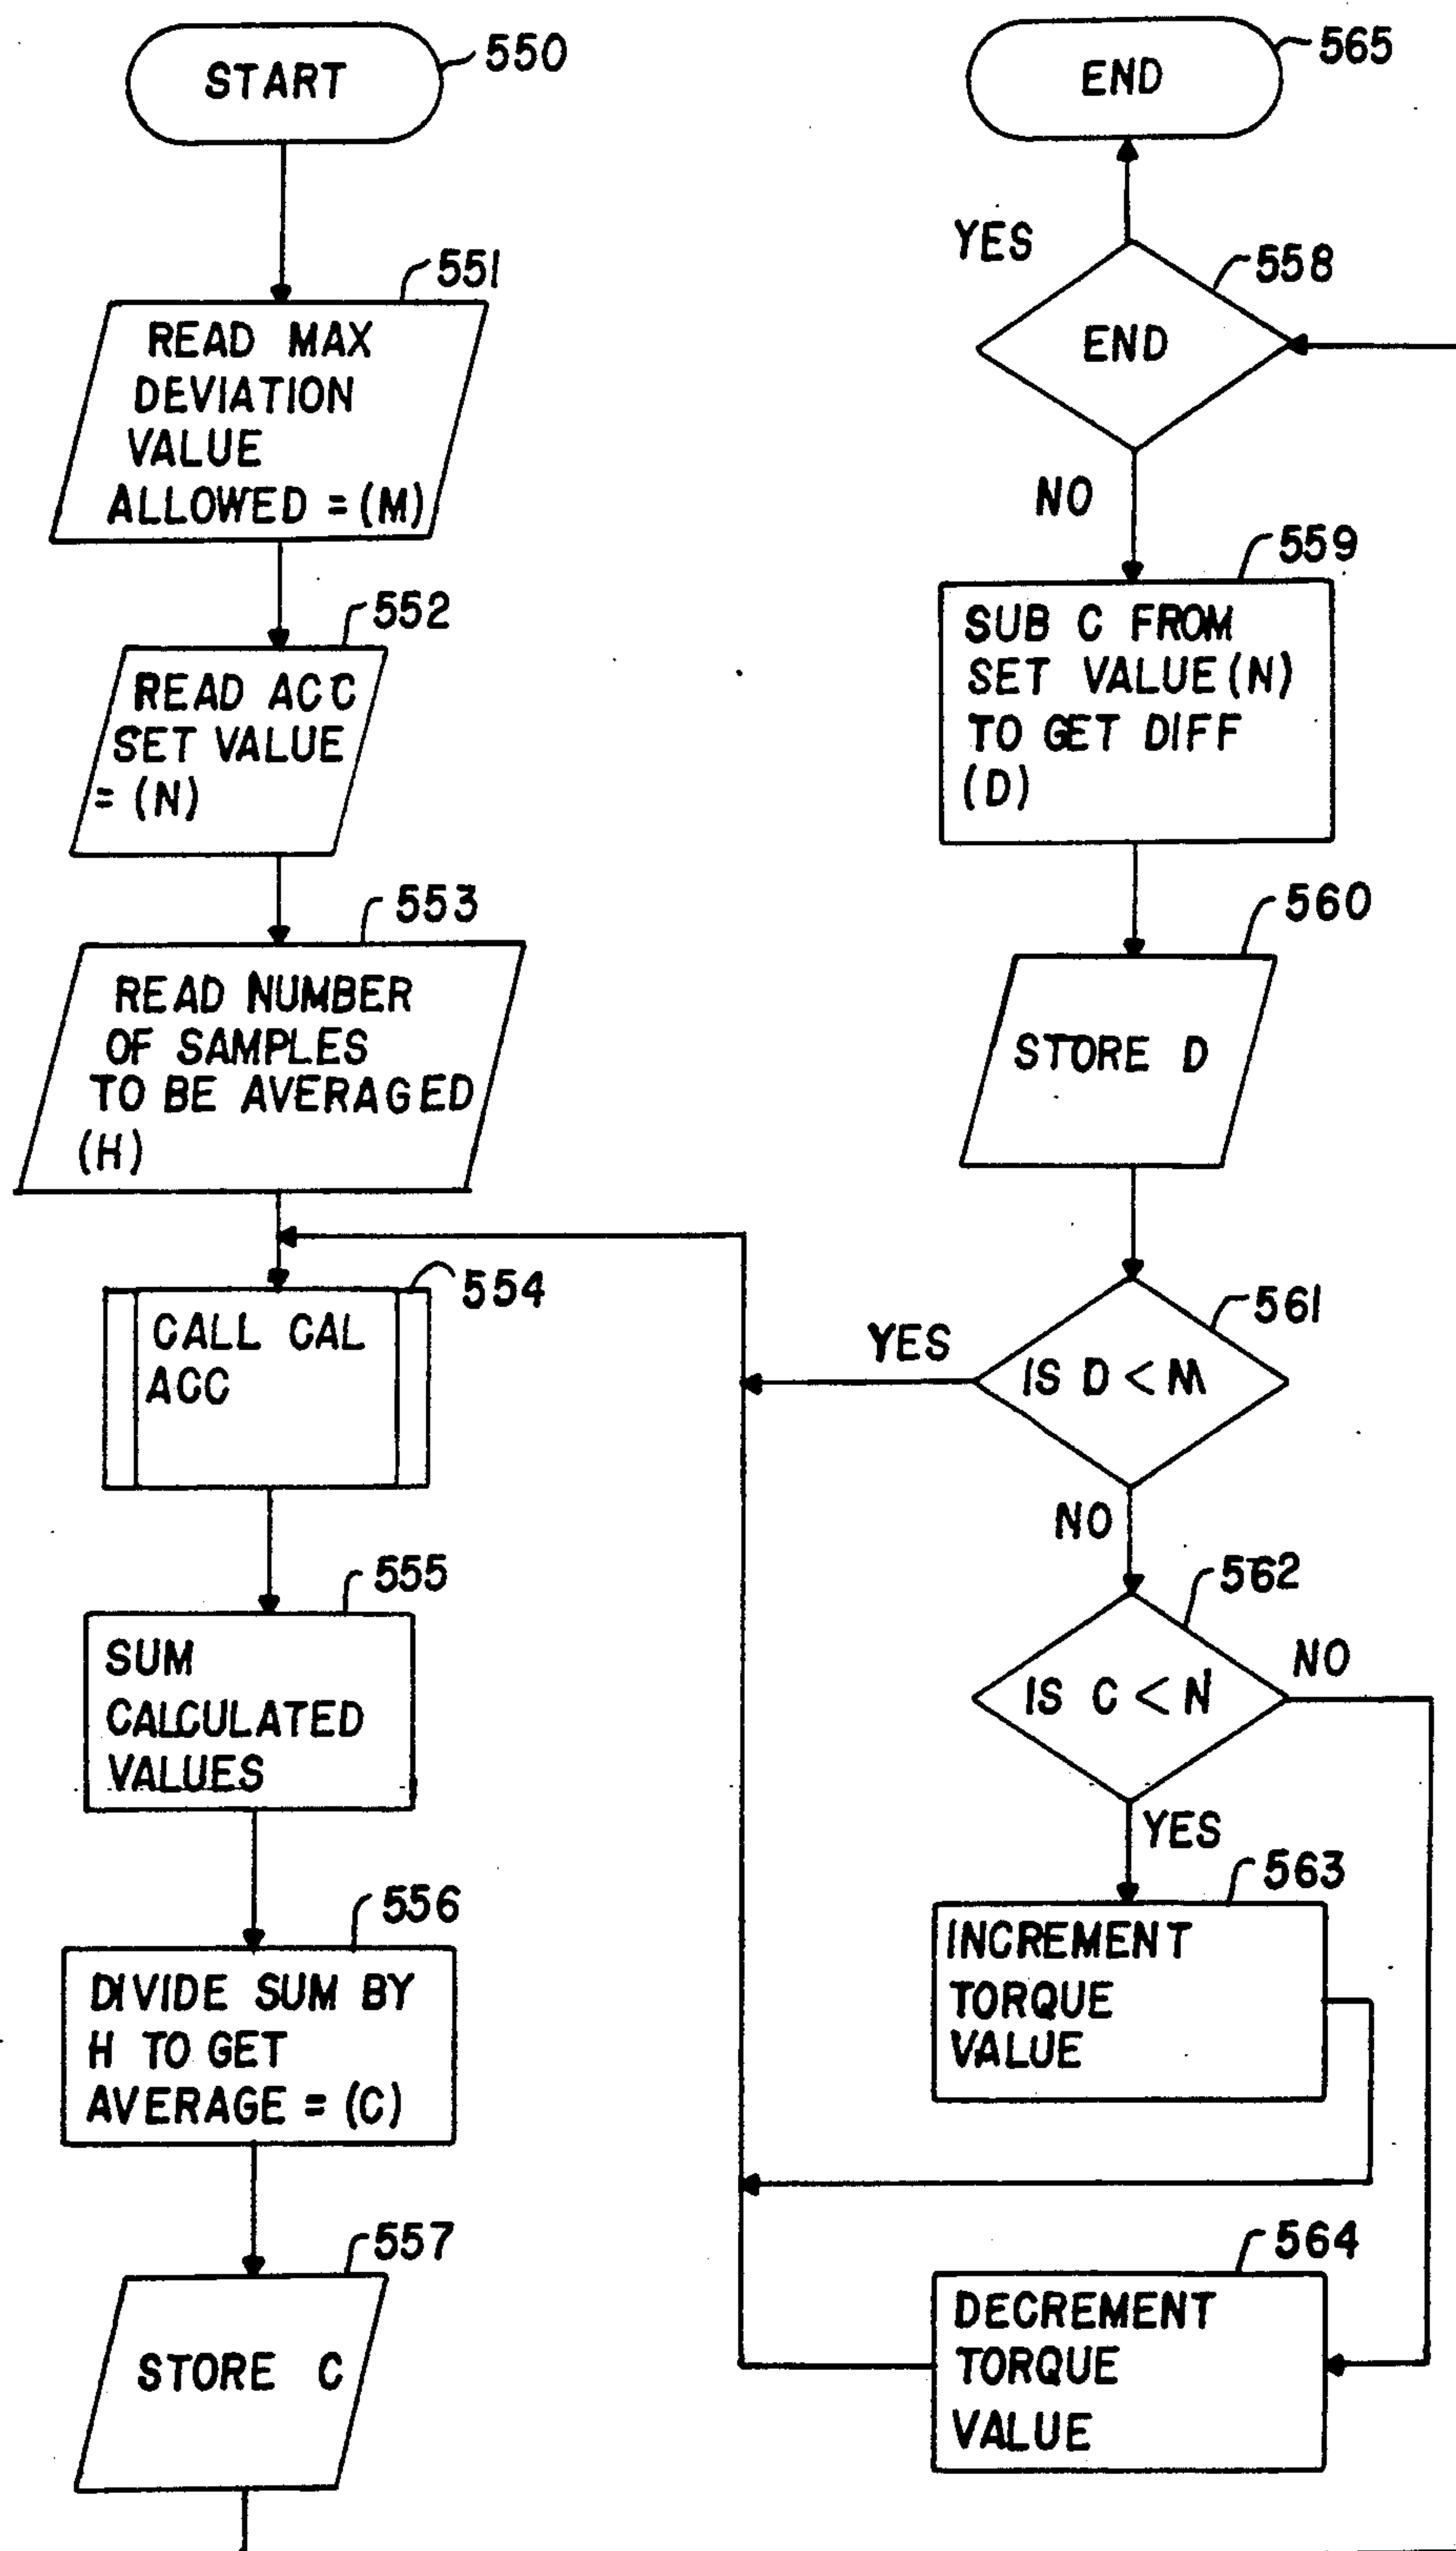 START
550
551
READ MAX
DEVIATION
VALUE
ALLOWED = (M)
552
READ ACC
SET VALUE
= (N)
553
READ NUMBER
OF SAMPLES
TO BE AVERAGED
(H)
554
CALL CAL
ACC
555
SUM
CALCULATED
VALUES
556
DIVIDE SUM BY
H TO GET
AVERAGE = (C)
557
STORE C
END
565
YES
558
END
NO
559
SUB C FROM
SET VALUE (N)
TO GET DIFF
(D)
560
STORE D
561
YES
IS D < M
NO
562
IS C < N
NO
YES
563
INCREMENT
TORQUE
VALUE
564
DECREMENT
TORQUE
VALUE